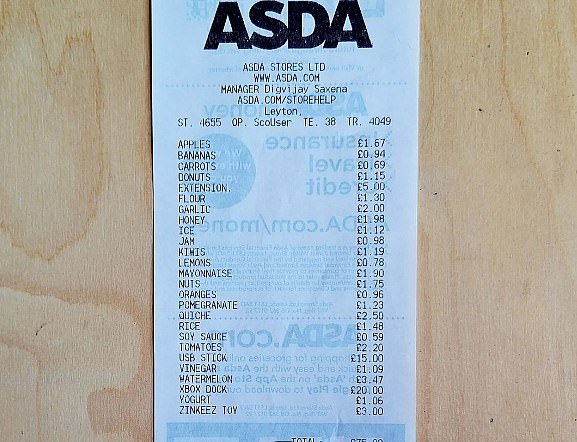 ASDA
ASDA STORES LTD
WWW.ASDA.COM
MANAGER Digvijay Saxena
ASDA.COM/STOREHELP
Leyton,
ST. 4655 OP. ScoUser TE. 38 TR. 4049
APPLES £1.67
BANANAS £0.94
CARROTS £0.69
DONUTS £1.15
EXTENSION. £5.00
FLOUR £1.30
GARLIC £2.00
HONEY £1.98
ICE £1.12
JAM £0.98
KIWIS £1.19
LEMONS £0.78
MAYONNAISE £1.90
NUTS £1.75
ORANGES £0.96
POMEGRANATE £1.23
QUICHE £2.50
RICE £1.48
SOY SAUCE £0.59
TOMATOES £2.20
USB STICK £15.00
VINEGAR £1.09
WATERMELON £3.47
XBOX DOCK £20.00
YOGURT £1.06
ZINKEEZ TOY £3.00